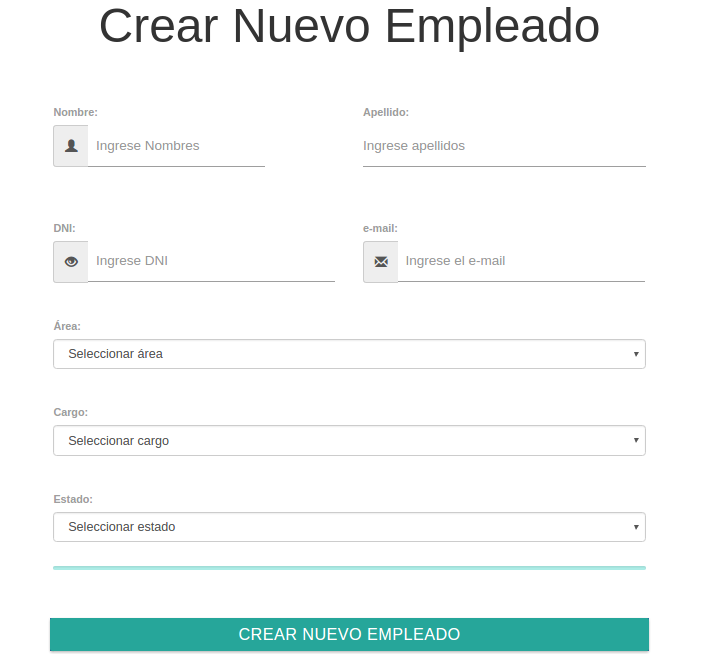 Crear Nuevo Empleado
Nombre:
Apellido:
Ingrese Nombres
Ingrese apellidos
DNI:
e-mail:
Ingrese DNI
Ingrese el e-mail
Área:
Seleccionar área
Cargo:
Seleccionar cargo
Estado:
Seleccionar estado
CREAR NUEVO EMPLEADO